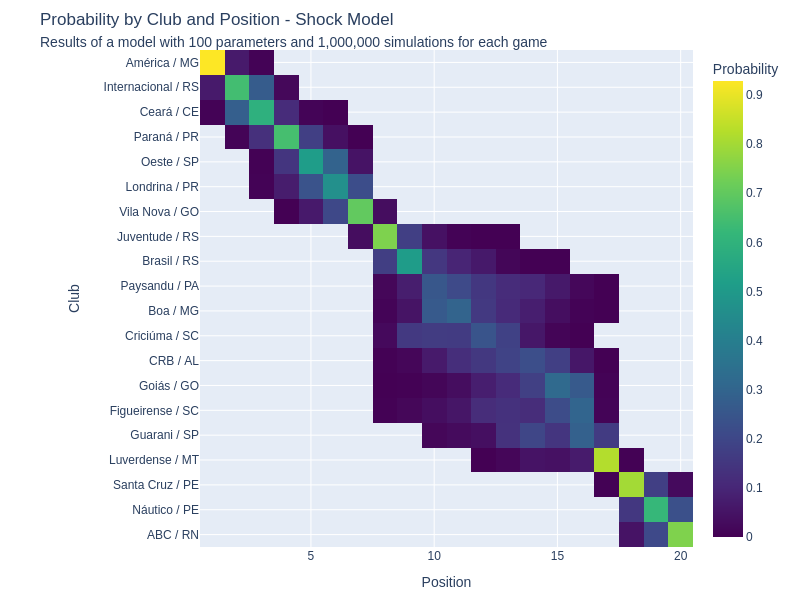 Probability by Club and Position - Shock Model
Results of a model with 100 parameters and 1,000,000 simulations for each game
Probability
América / MG
Internacional / RS
Ceará / CE
Paraná / PR
Oeste / SP
Londrina / PR
Vila Nova / GO
Juventude / RS
Brasil / RS
Paysandu / PA
Boa / MG
Criciúma / SC
CRB / AL
Goiás / GO
Figueirense / SC
Guarani / SP
Luverdense / MT
Santa Cruz / PE
Náutico / PE
ABC / RN
Club
5
10
15
20
Position
0.9
0.8
0.7
0.6
0.5
0.4
0.3
0.2
0.1
0